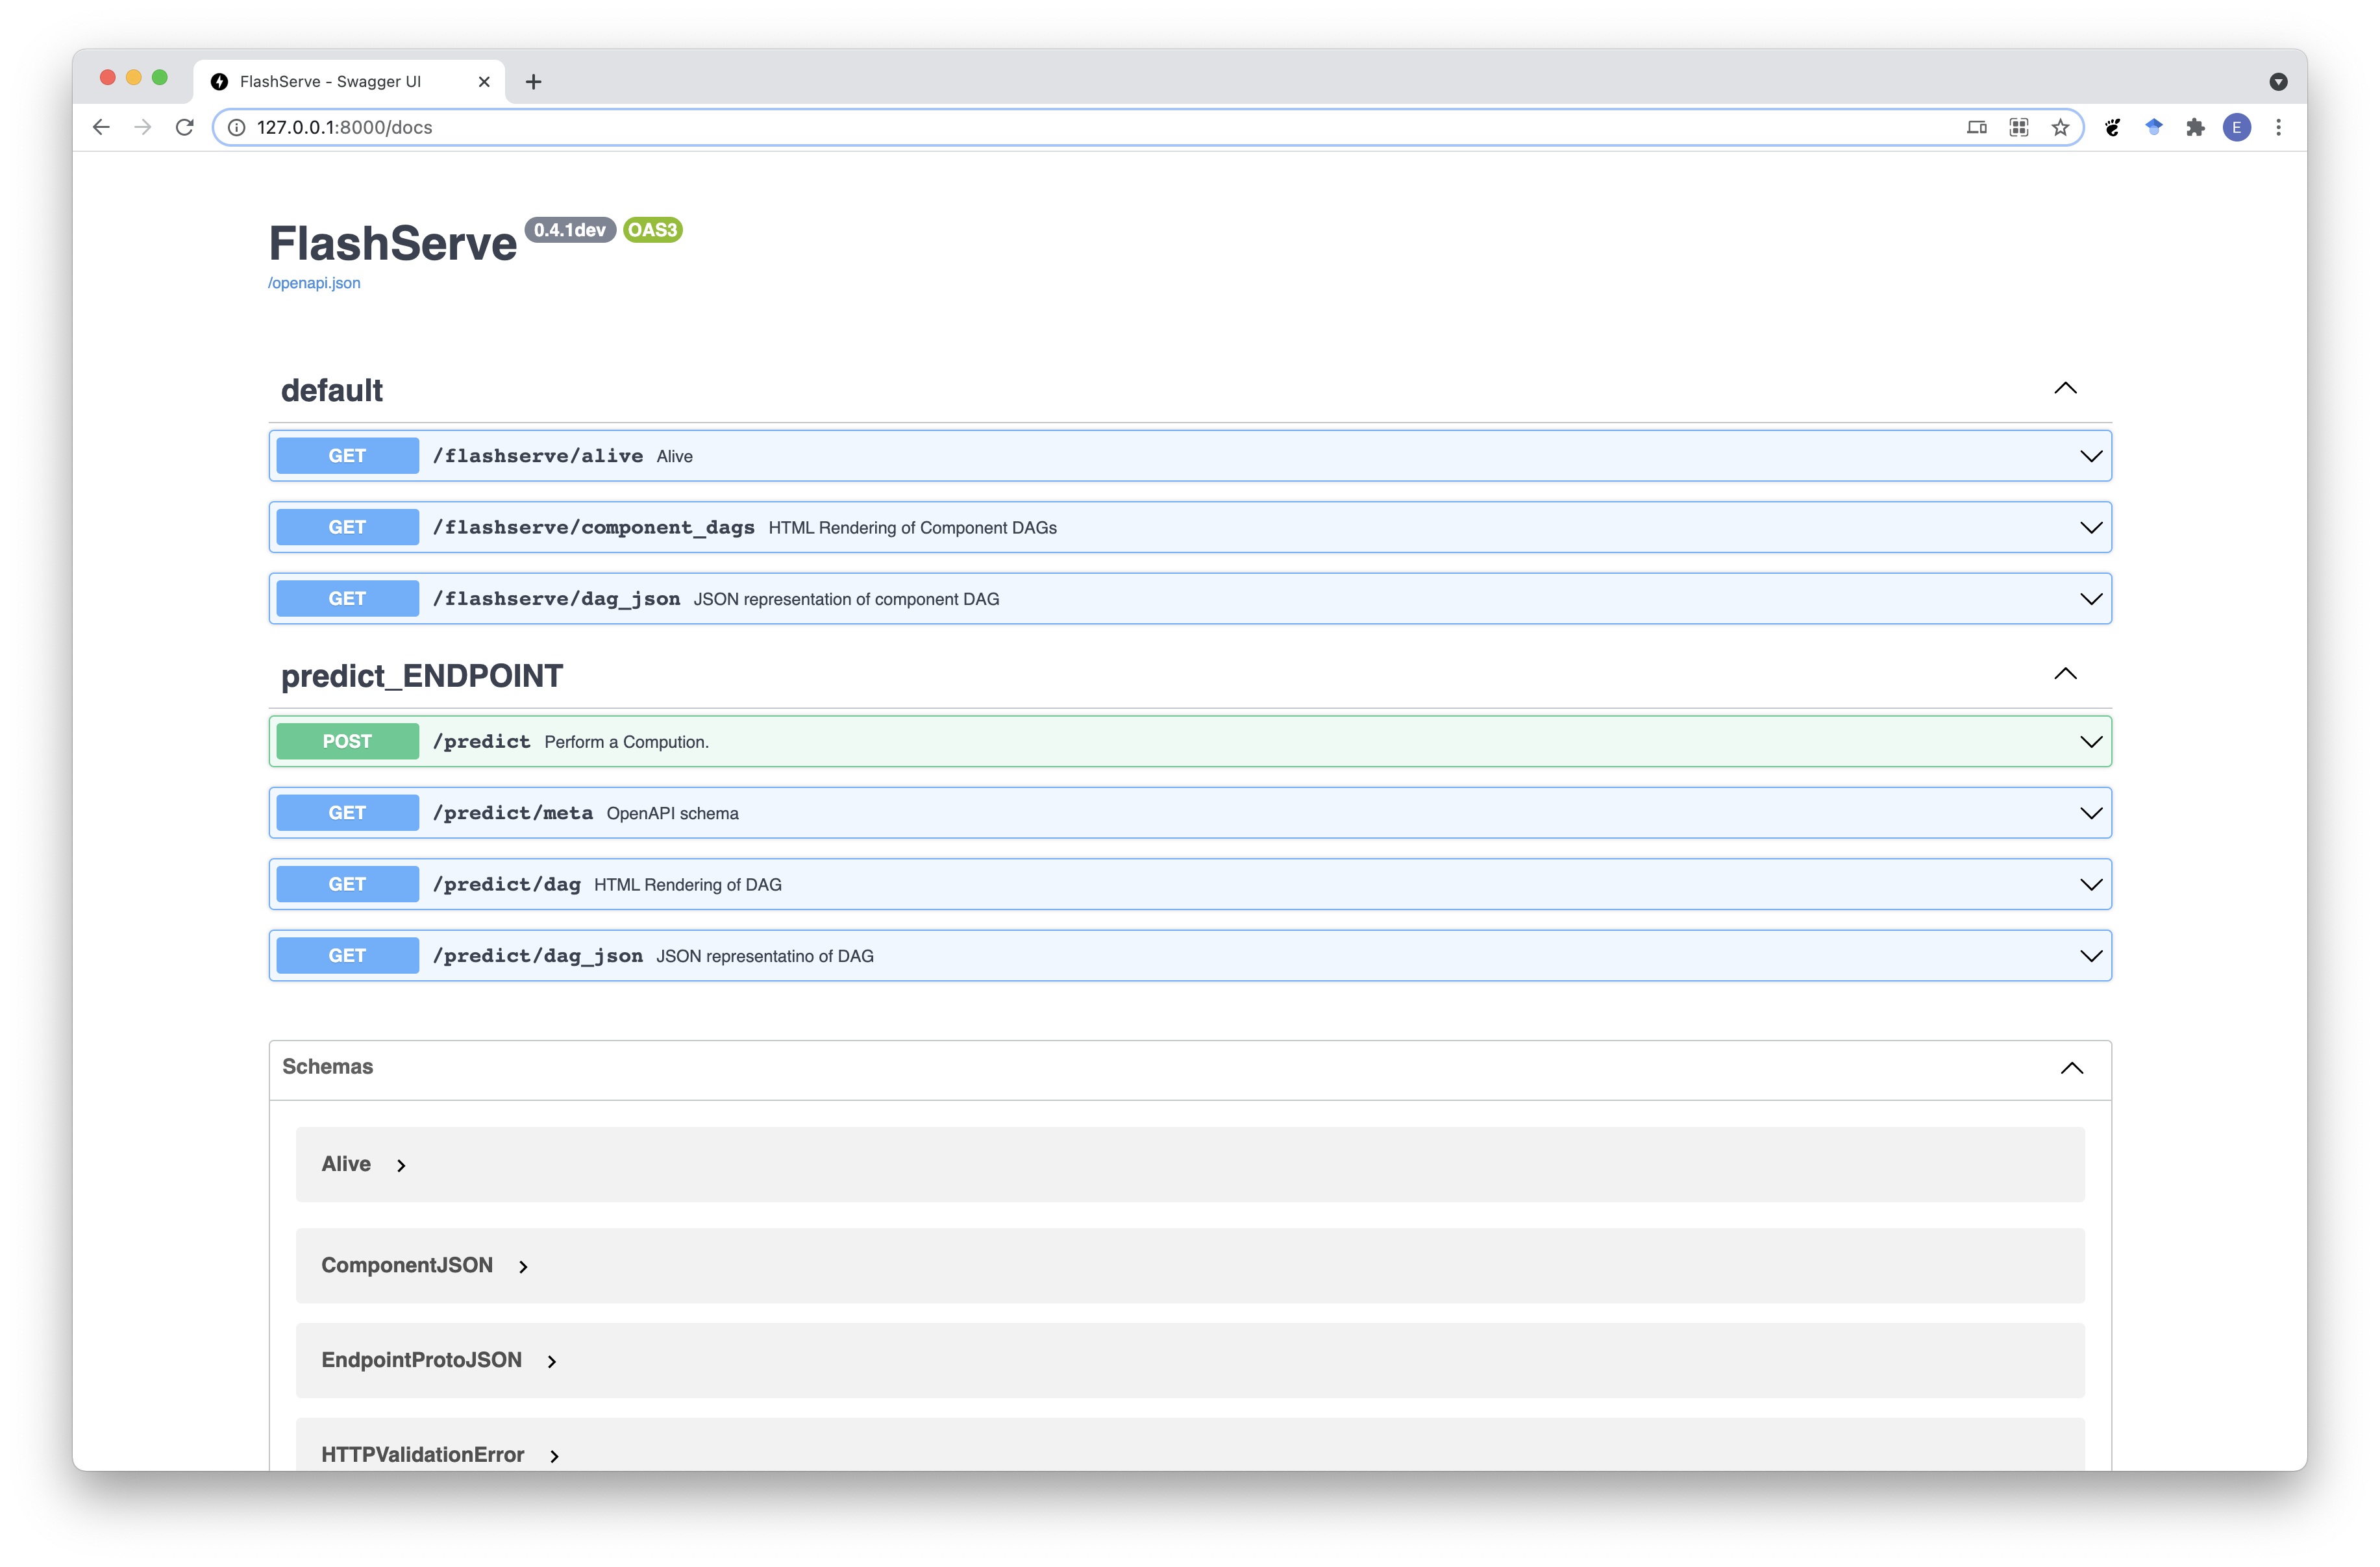 FlashServe - Swagger UI
127.0.0.1:8000/docs
E
FlashServe 0.4.1dev OAS3
/openapi.json
default
GET /flashserve/alive Alive
GET /flashserve/component_dags HTML Rendering of Component DAGs
GET /flashserve/dag_json JSON representation of component DAG
predict_ENDPOINT
POST /predict Perform a Compution.
GET /predict/meta OpenAPI schema
GET /predict/dag HTML Rendering of DAG
GET /predict/dag_json JSON representatino of DAG
Schemas
Alive
ComponentJSON
EndpointProtoJSON
HTTPValidationError